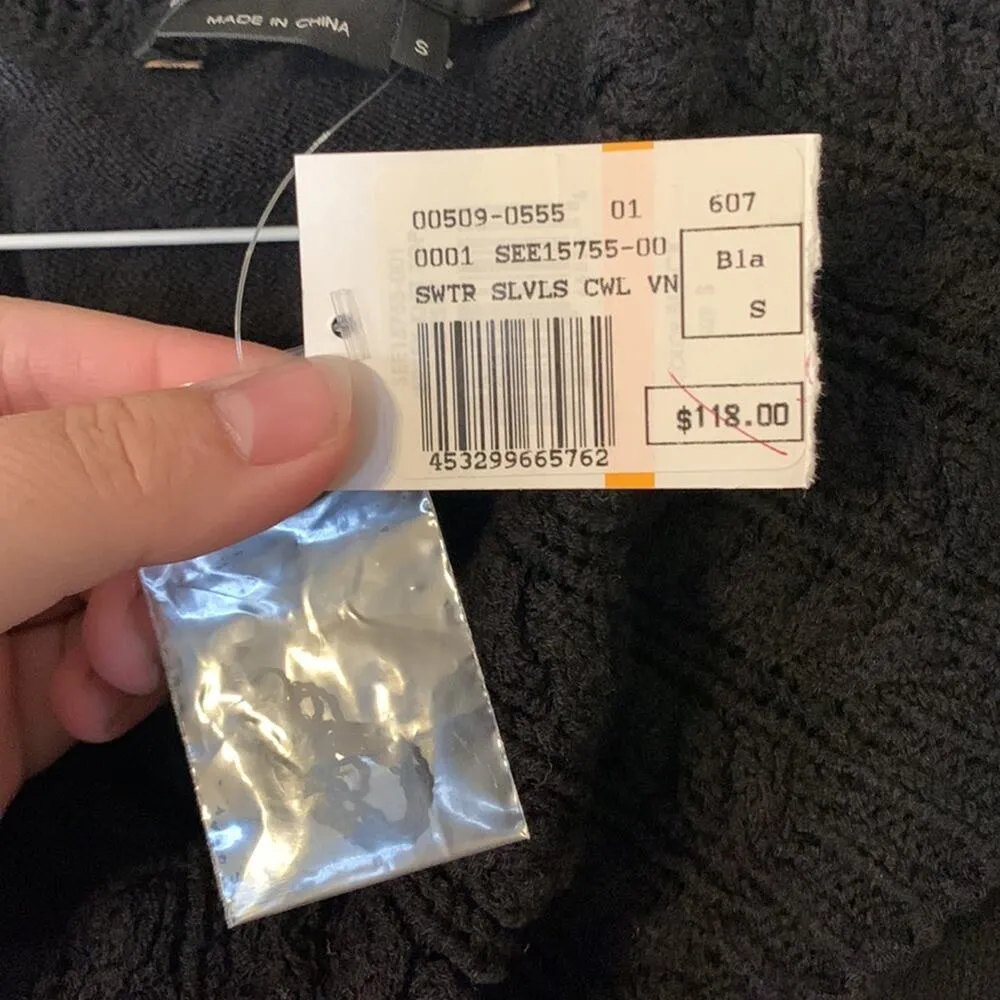 MADE IN CHINA
S
00509-0555 01 607
0001 SEE15755-00
SWTR SLVLS CWL VN
Bla
S
$118.00
453299665762